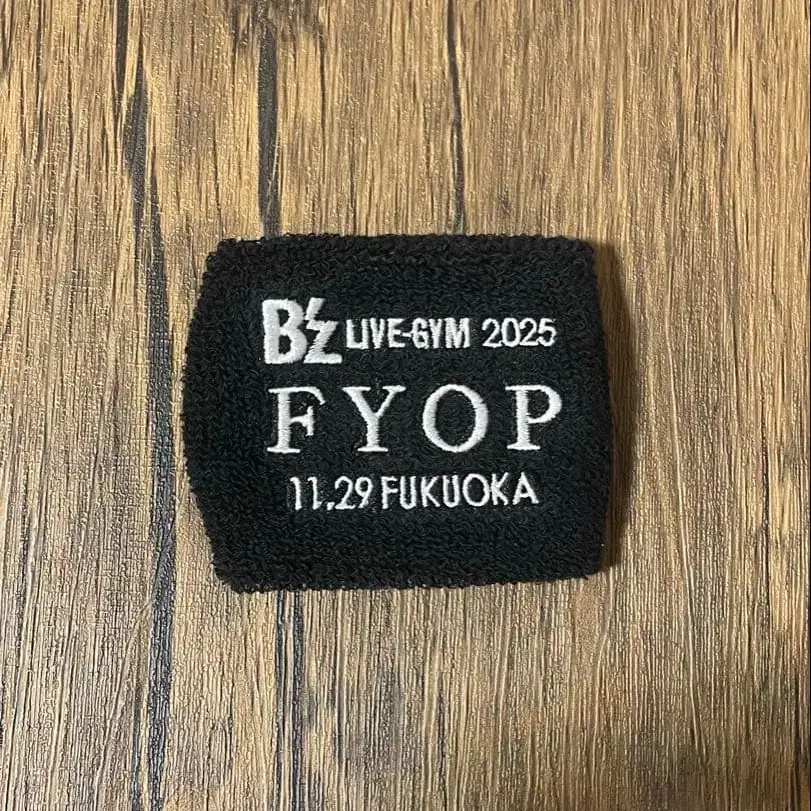 B'z LIVE-GYM 2025
FYOP
11.29 FUKUOKA